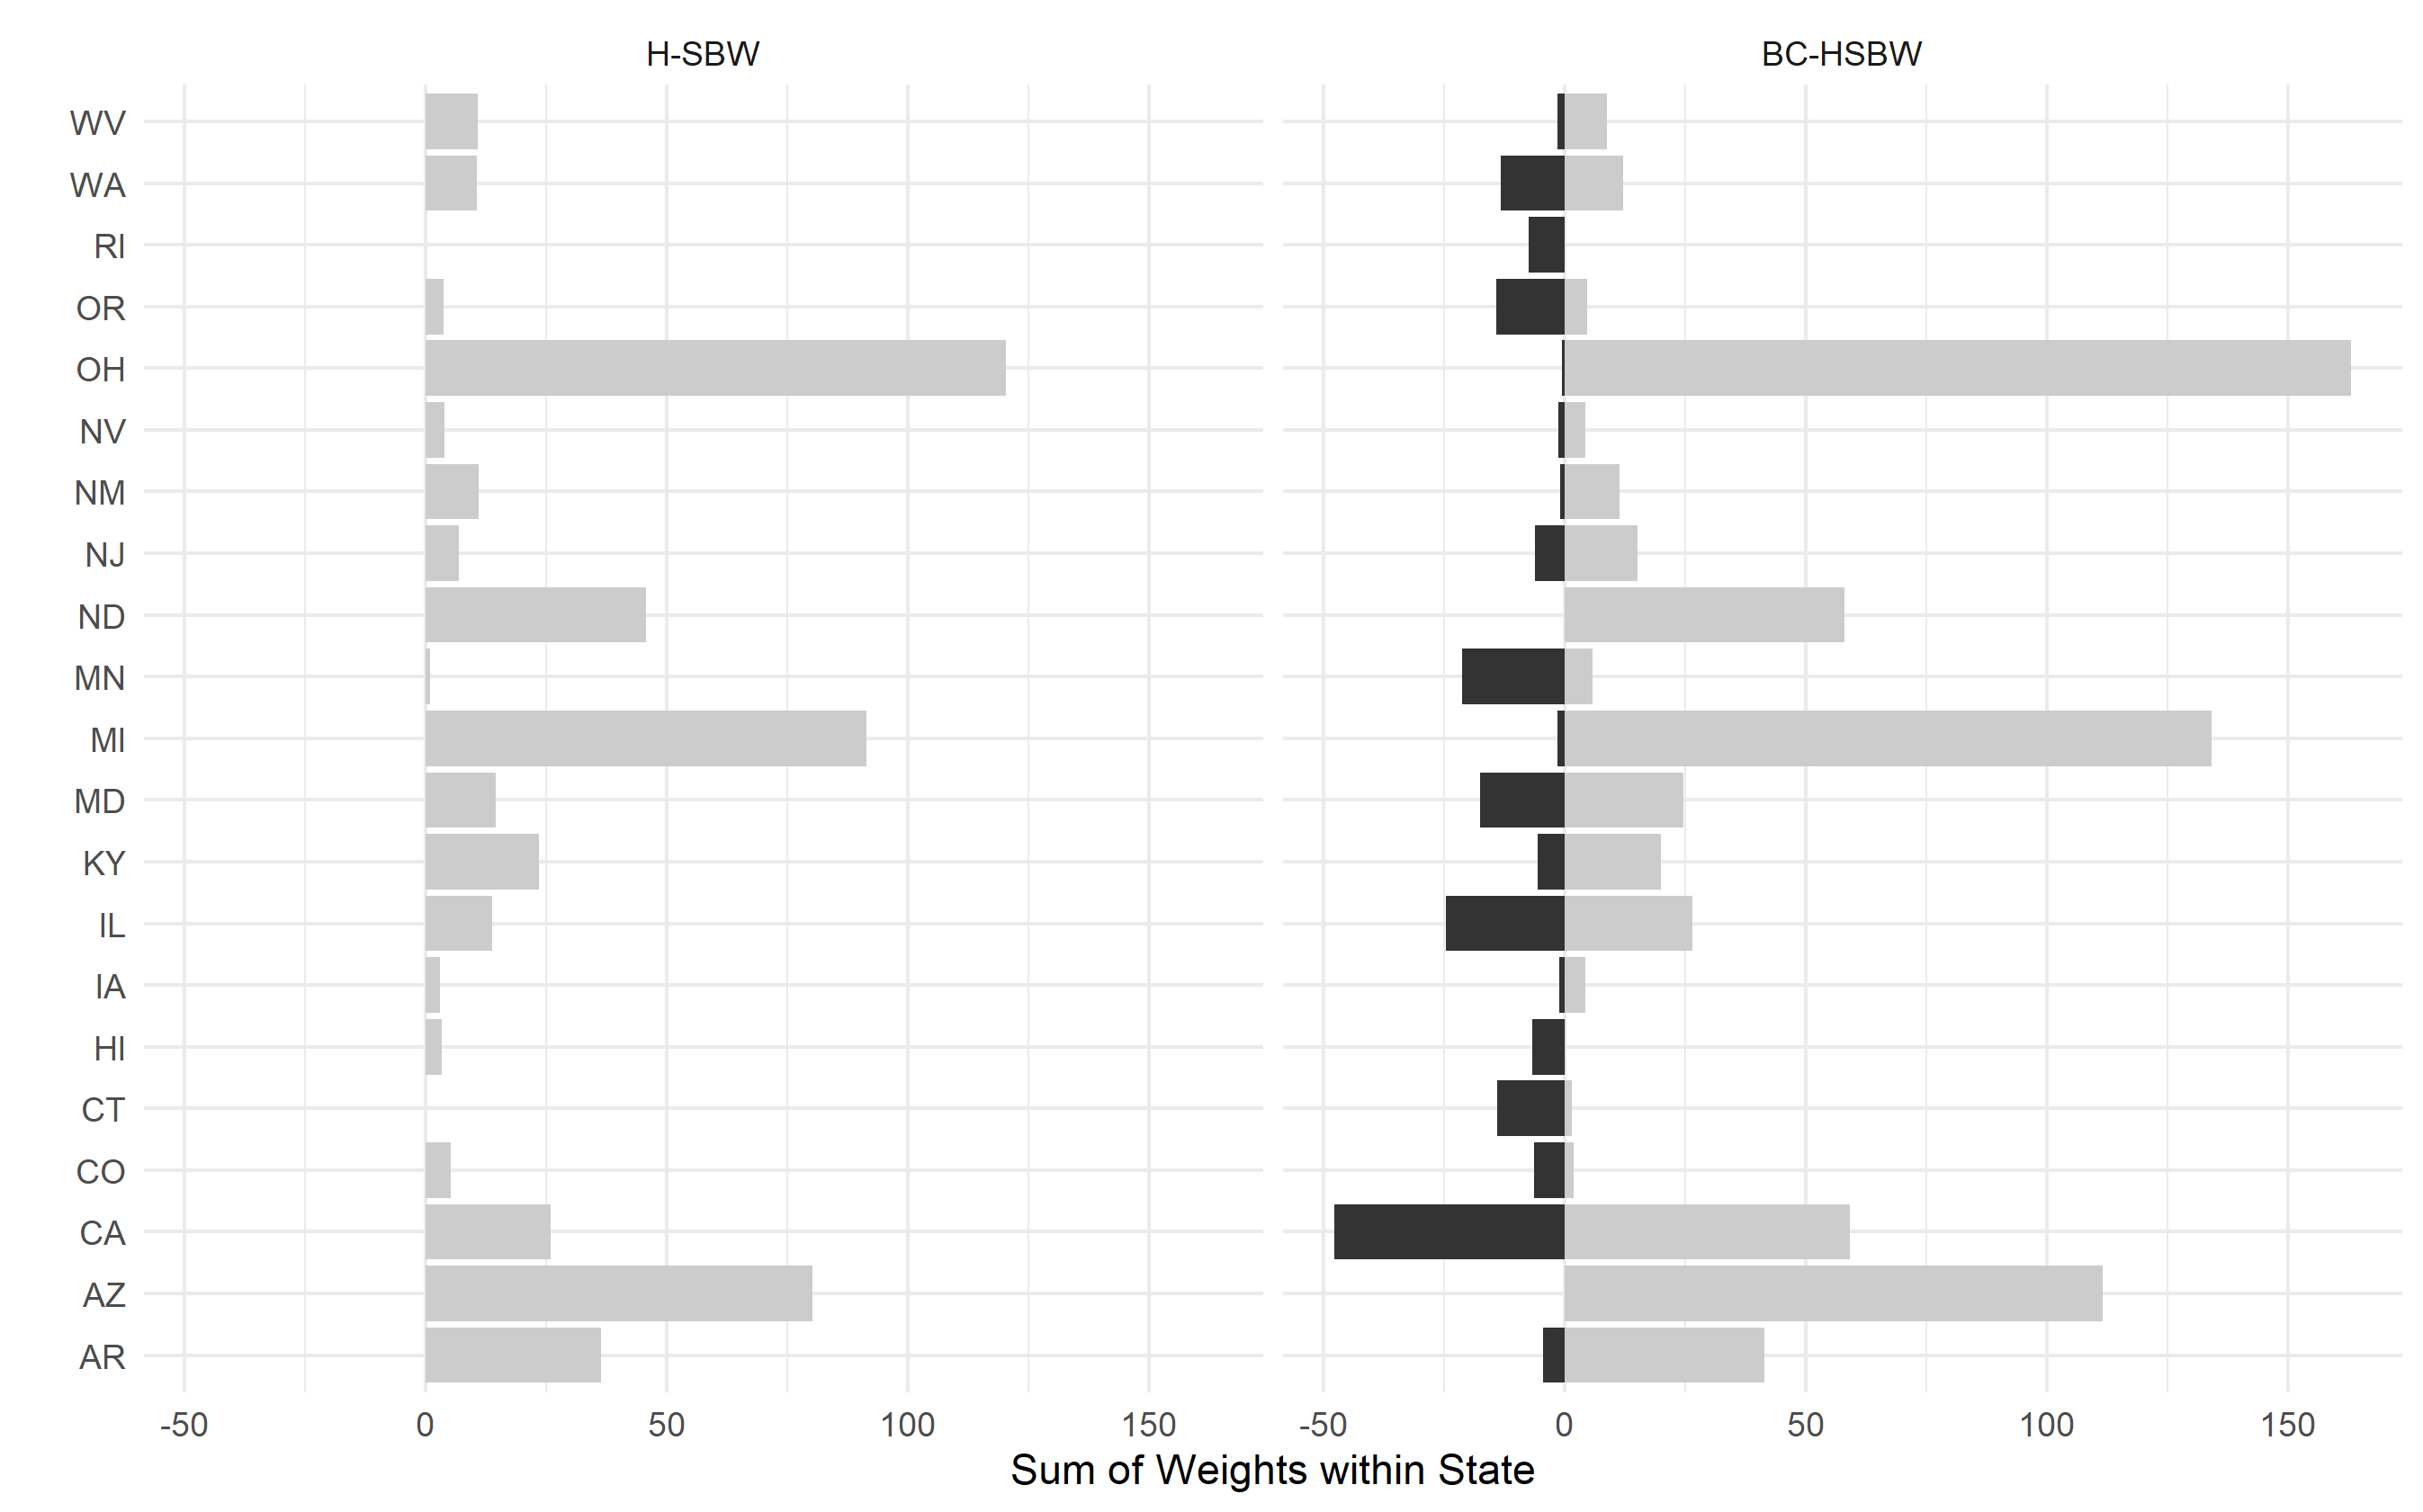 H-SBW BC-HSBW
WV
WA
RI
OR
OH
NV
NM
NJ
ND
MN
MI
MD
KY
IL
IA
HI
CT
CO
CA
AZ
AR
-50 0 50 100 150 -50 0 50 100 150
Sum of Weights within State